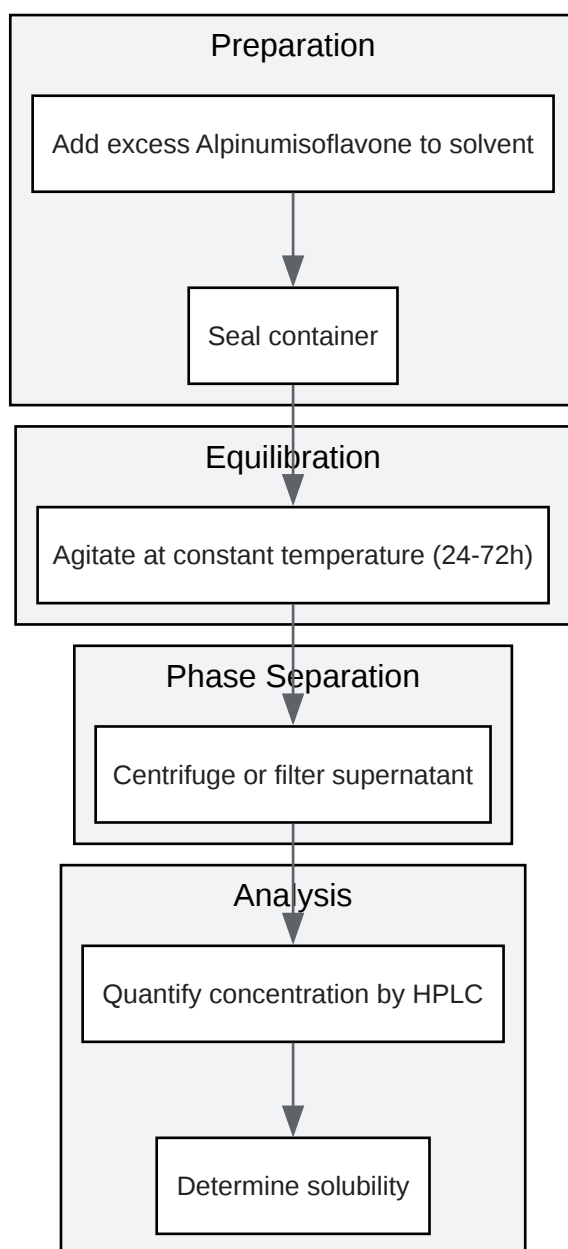 Preparation
Add excess Alpinumisoflavone to solvent
Seal container
Equilibration
Agitate at constant temperature (24-72h)
Phase Separation
Centrifuge or filter supernatant
Analysis
Quantify concentration by HPLC
Determine solubility